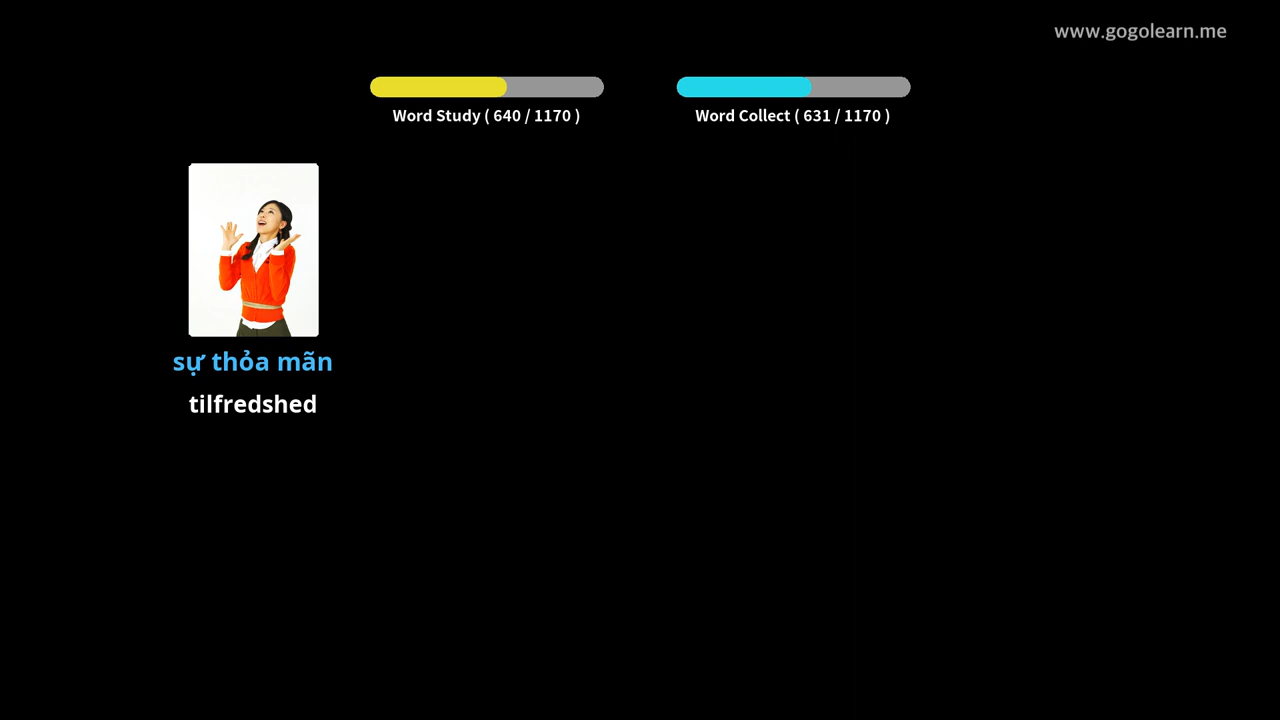 www.gogolearn.me
Word Study ( 640 / 1170 )
Word Collect ( 631 / 1170 )
sự thỏa mãn
tilfredshed